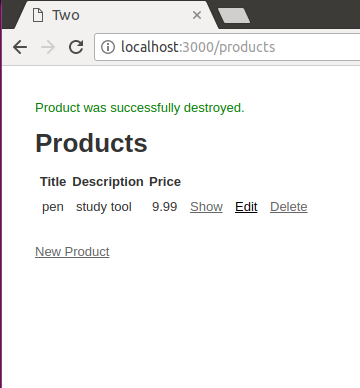 Two
localhost:3000/products
Product was successfully destroyed.
Products
Title Description Price
pen study tool 9.99 Show Edit Delete
New Product